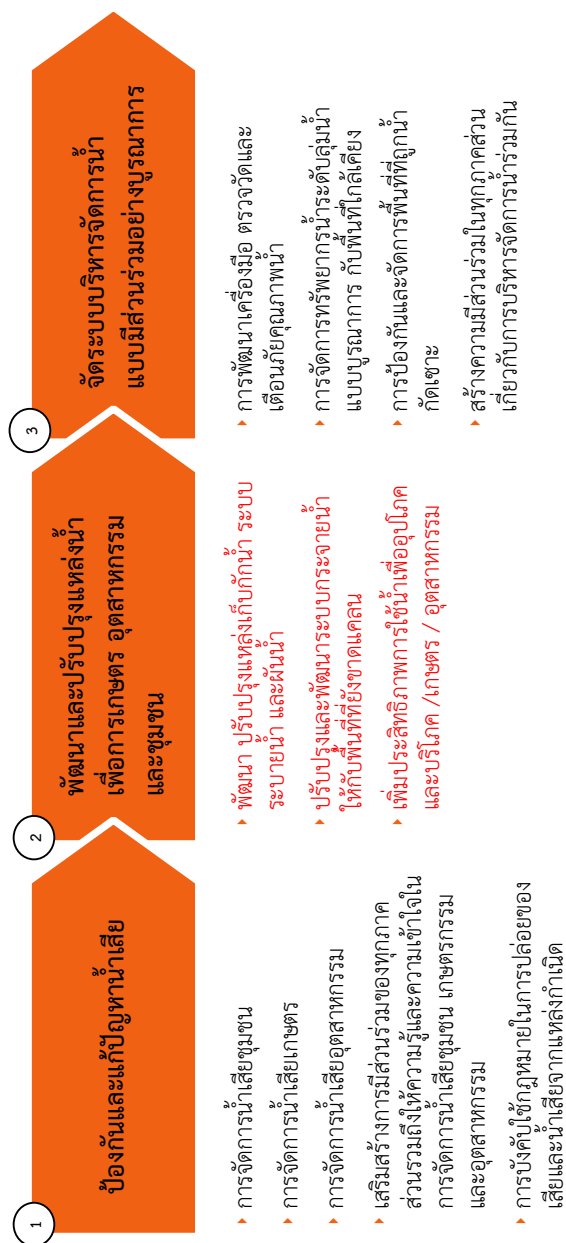 1
ป้องกันและแก้ปัญหาน้ำเสีย
การจัดการน้ำเสียชุมชน
การจัดการน้ำเสียเกษตร
การจัดการน้ำเสียอุตสาหกรรม
เสริมสร้างการมีส่วนร่วมของทุกภาค
ส่วนรวมถึงให้ความรู้และความเข้าใจใน
การจัดการน้ำเสียชุมชน เกษตรกรรม
และอุตสาหกรรม
การบังคับใช้กฎหมายในการปล่อยของ
เสียและน้ำเสียจากแหล่งกำเนิด
2
พัฒนาและปรับปรุงแหล่งน้ำ
เพื่อการเกษตร อุตสาหกรรม
และชุมชน
พัฒนา ปรับปรุงแหล่งเก็บกักน้ำ ระบบ
ระบายน้ำ และผันน้ำ
ปรับปรุงและพัฒนาระบบกระจายน้ำ
ให้กับพื้นที่ที่ยังขาดแคลน
เพิ่มประสิทธิภาพการใช้น้ำเพื่ออุปโภค
และบริโภค /เกษตร / อุตสาหกรรม
3
จัดระบบบริหารจัดการน้ำ
แบบมีส่วนร่วมอย่างบูรณาการ
การพัฒนาเครื่องมือ ตรวจวัดและ
เตือนภัยคุณภาพน้ำ
การจัดการทรัพยากรน้ำระดับลุ่มน้ำ
แบบบูรณาการ กับพื้นที่ใกล้เคียง
การป้องกันและจัดการพื้นที่ที่ถูกน้ำ
กัดเซาะ
สร้างความมีส่วนร่วมในทุกภาคส่วน
เกี่ยวกับการบริหารจัดการน้ำร่วมกัน